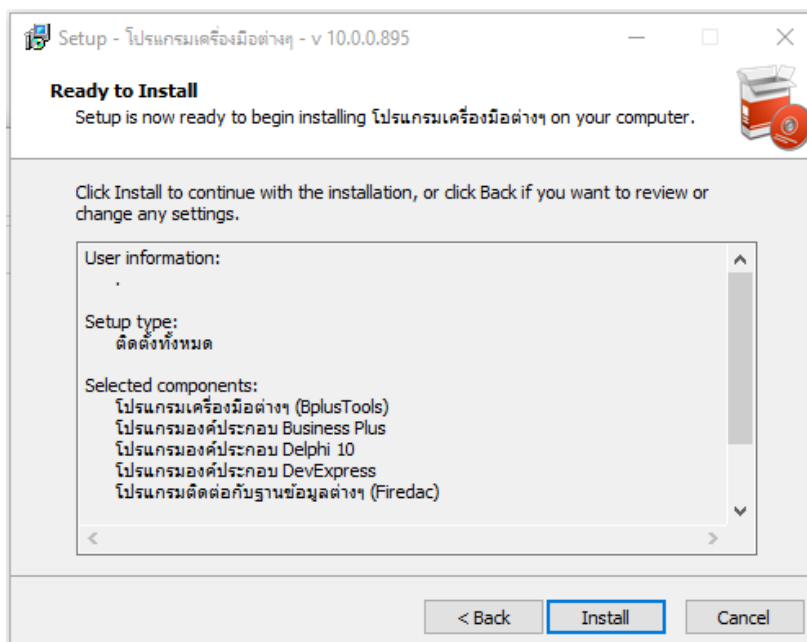 Setup - โปรแกรมเครื่องมือต่างๆ - v 10.0.0.895
Ready to Install
Setup is now ready to begin installing โปรแกรมเครื่องมือต่างๆ on your computer.
Click Install to continue with the installation, or click Back if you want to review or
change any settings.
User information:
.
Setup type:
ติดตั้งทั้งหมด
Selected components:
โปรแกรมเครื่องมือต่างๆ (BplusTools)
โปรแกรมองค์ประกอบ Business Plus
โปรแกรมองค์ประกอบ Delphi 10
โปรแกรมองค์ประกอบ DevExpress
โปรแกรมติดต่อกับฐานข้อมูลต่างๆ (Firedac)
< Back
Install
Cancel